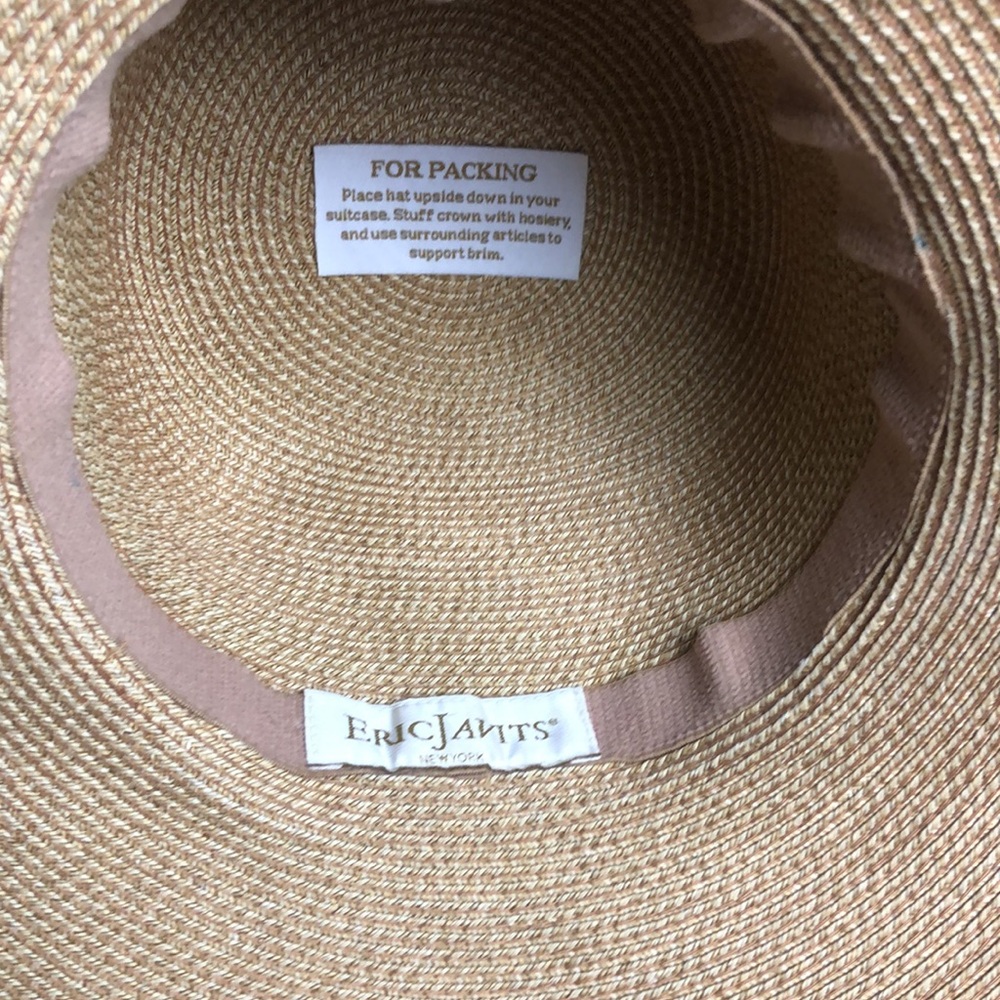 FOR PACKING
Place hat upside down in your
suitcase. Stuff crown with hosiery,
and use surrounding articles to
support brim.
ERICJAVITS®
NEW YORK